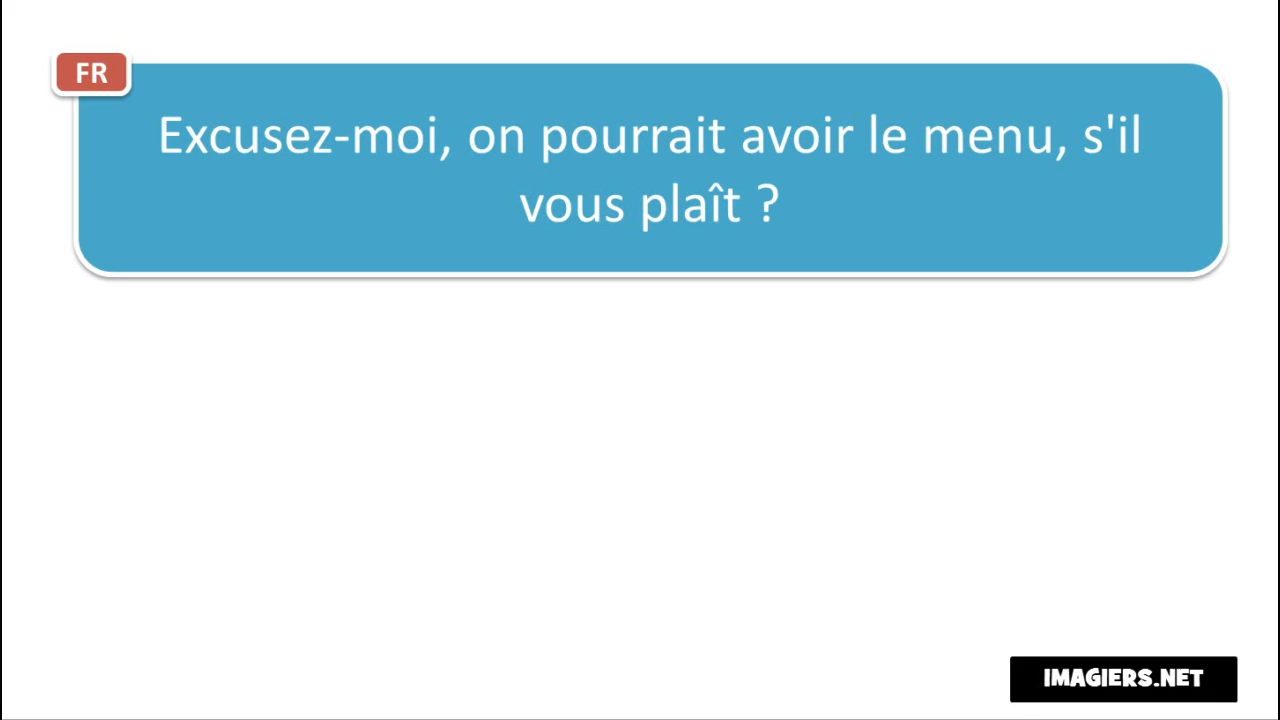 FR
Excusez-moi, on pourrait avoir le menu, s'il
vous plaît ?
IMAGIERS.NET